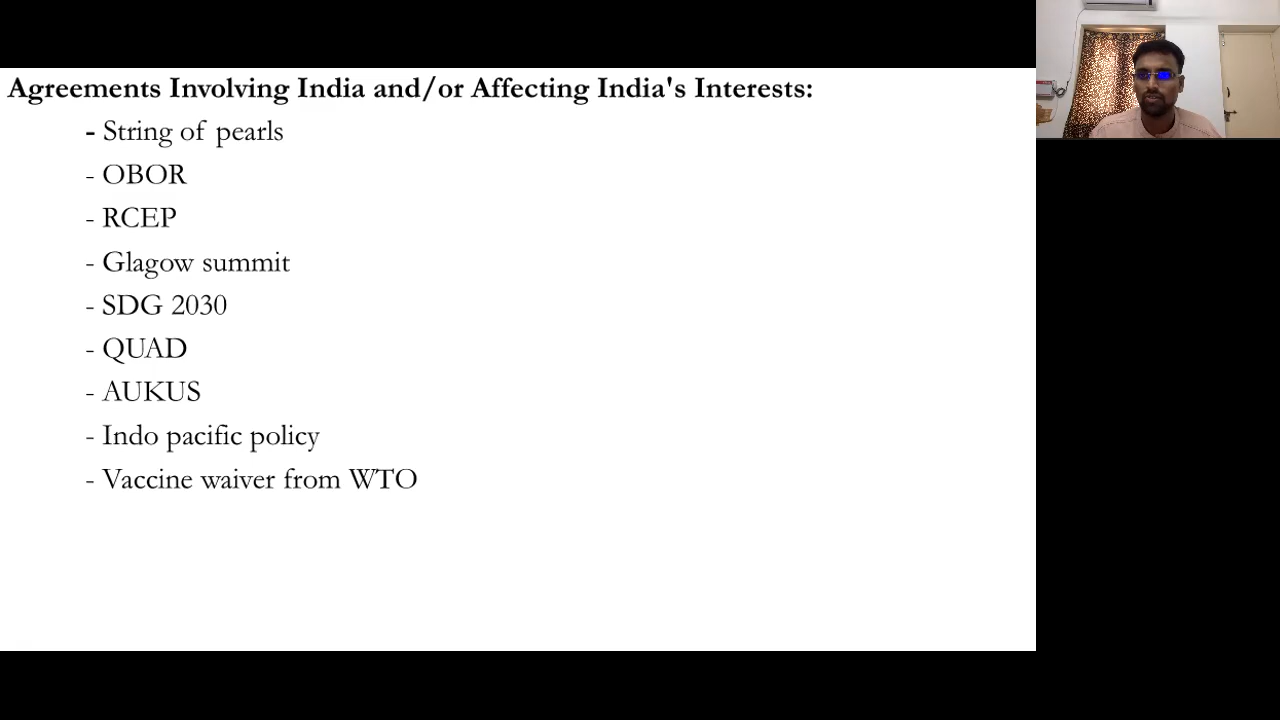 Agreements Involving India and/or Affecting India's Interests:
- String of pearls
- OBOR
- RCEP
- Glagow summit
- SDG 2030
- QUAD
- AUKUS
- Indo pacific policy
- Vaccine waiver from WTO